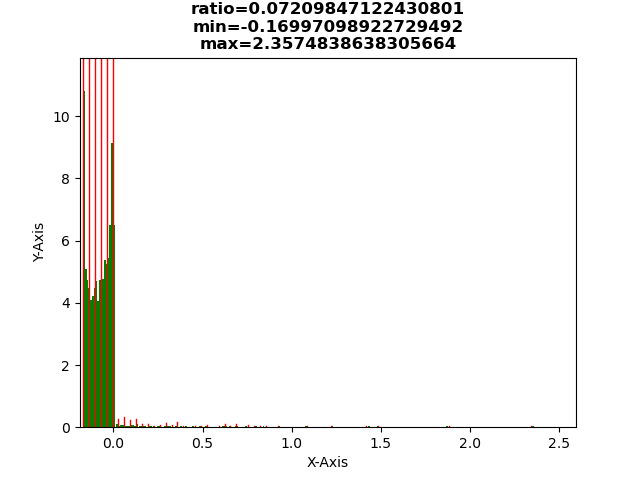 ratio=0.07209847122430801
min=-0.16997098922729492
max=2.3574838638305664
10
8
6
4
2
0
Y-Axis
0.0 0.5 1.0 1.5 2.0 2.5
X-Axis